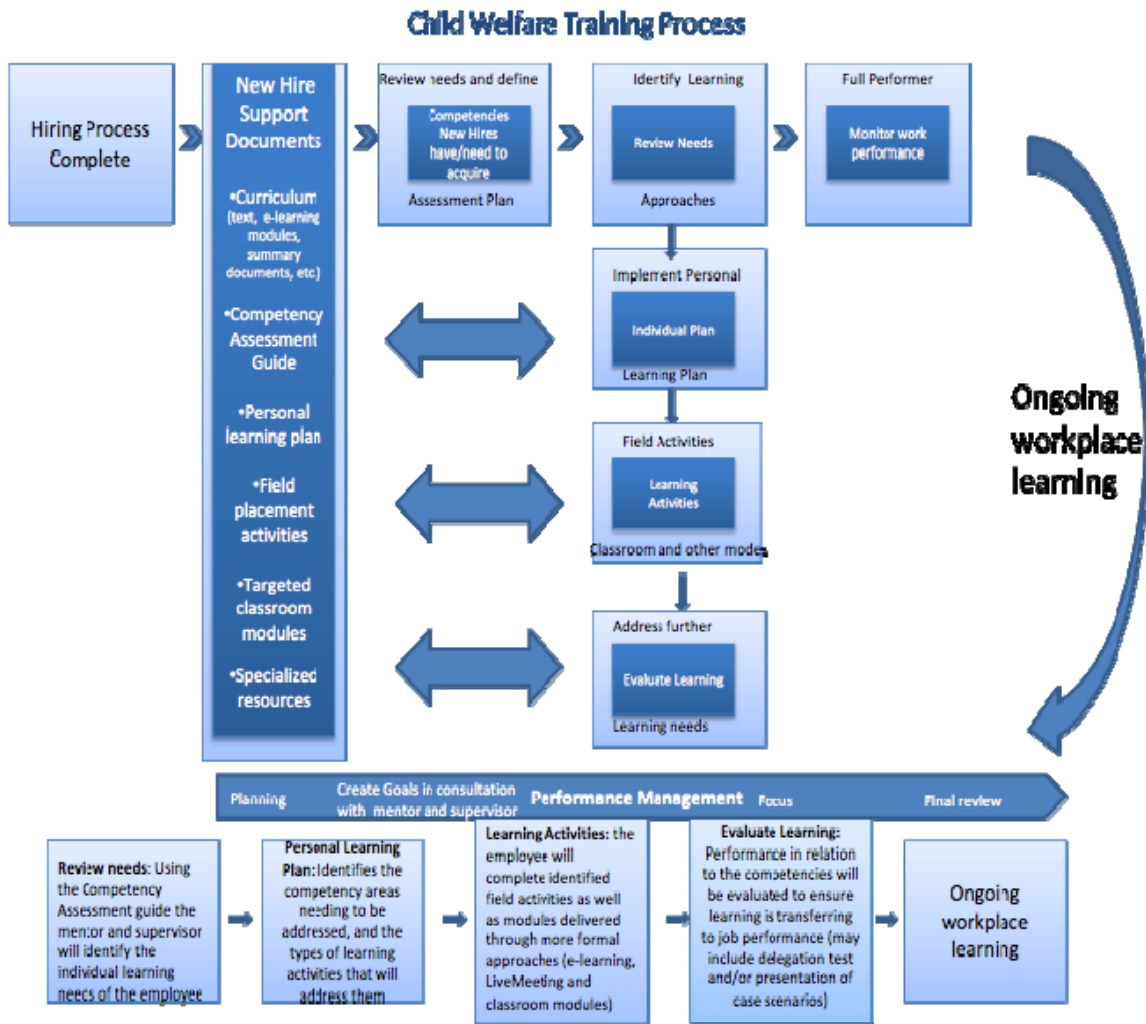 Child Welfare Training Process
Hiring Process
Complete
New Hire
Support
Documents
•Curriculum
(text, e-learning
modules,
summary
documents, etc)
•Competency
Assessment
Guide
•Personal
learning plan
•Field
placement
activities
•Targeted
classroom
modules
•Specialized
resources
Review needs and define
Competencies
New Hires
have/need to
acquire
Assessment Plan
Identify Learning
Review Needs
Approaches
Full Performer
Monitor work
performance
Implement Personal
Individual Plan
Learning Plan
Field Activities
Learning
Activities
Classroom and other modes
Address further
Evaluate Learning
Learning needs
Ongoing
workplace
learning
Planning
Create Goals in consultation
with mentor and supervisor
Performance Management
Focus
Final review
Review needs: Using
the Competency
Assessment guide the
mentor and supervisor
will identify the
individual learning
needs of the employee
Personal Learning
Plan: Identifies the
competency areas
needing to be
addressed, and the
types of learning
activities that will
address them
Learning Activities: the
employee will
complete identified
field activities as well
as modules delivered
through more formal
approaches (e-learning,
LiveMeeting and
classroom modules)
Evaluate Learning:
Performance in relation
to the competencies will
be evaluated to ensure
learning is transferring
to job performance (may
include delegation test
and/or presentation of
case scenarios)
Ongoing
workplace
learning